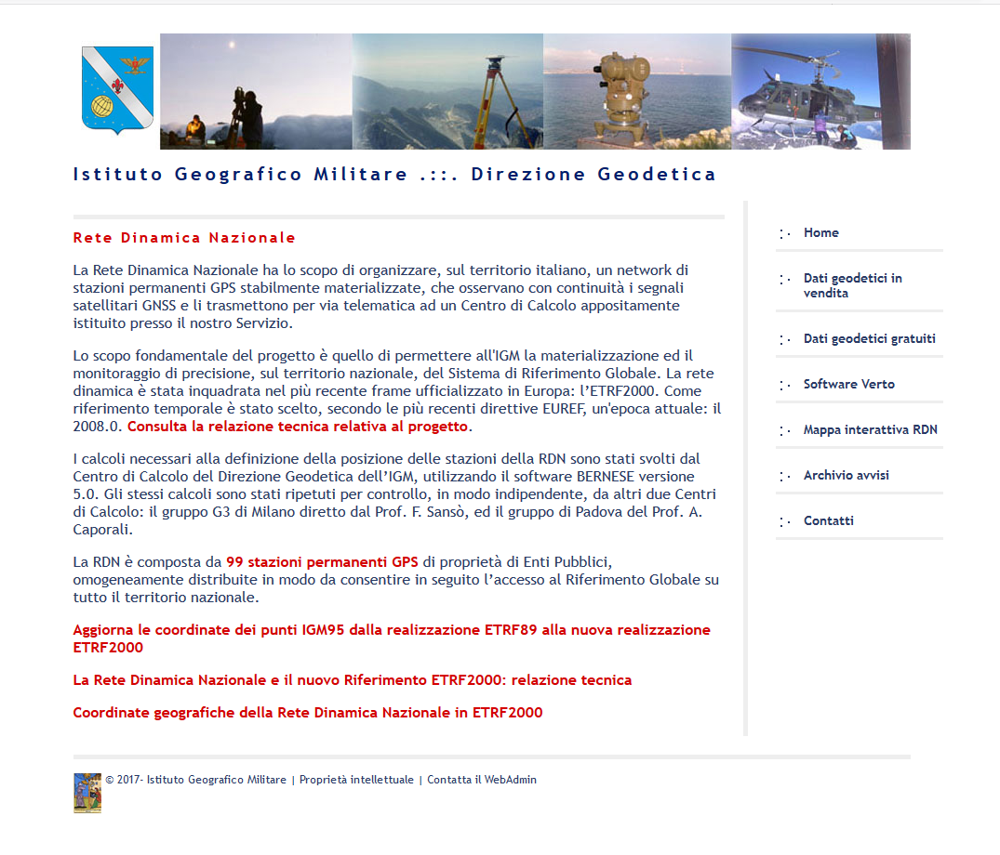 Istituto Geografico Militare .::. Direzione Geodetica
Rete Dinamica Nazionale
La Rete Dinamica Nazionale ha lo scopo di organizzare, sul territorio italiano, un network di
stazioni permanenti GPS stabilmente materializzate, che osservano con continuità i segnali
satellitari GNSS e li trasmettono per via telematica ad un Centro di Calcolo appositamente
istituito presso il nostro Servizio.
Lo scopo fondamentale del progetto è quello di permettere all'IGM la materializzazione ed il
monitoraggio di precisione, sul territorio nazionale, del Sistema di Riferimento Globale. La rete
dinamica è stata inquadrata nel più recente frame ufficializzato in Europa: l’ETRF2000. Come
riferimento temporale è stato scelto, secondo le più recenti direttive EUREF, un'epoca attuale: il
2008.0. Consulta la relazione tecnica relativa al progetto.
I calcoli necessari alla definizione della posizione delle stazioni della RDN sono stati svolti dal
Centro di Calcolo del Direzione Geodetica dell’IGM, utilizzando il software BERNESE versione
5.0. Gli stessi calcoli sono stati ripetuti per controllo, in modo indipendente, da altri due Centri
di Calcolo: il gruppo G3 di Milano diretto dal Prof. F. Sansò, ed il gruppo di Padova del Prof. A.
Caporali.
La RDN è composta da 99 stazioni permanenti GPS di proprietà di Enti Pubblici,
omogeneamente distribuite in modo da consentire in seguito l’accesso al Riferimento Globale su
tutto il territorio nazionale.
Aggiorna le coordinate dei punti IGM95 dalla realizzazione ETRF89 alla nuova realizzazione
ETRF2000
La Rete Dinamica Nazionale e il nuovo Riferimento ETRF2000: relazione tecnica
Coordinate geografiche della Rete Dinamica Nazionale in ETRF2000
Home
Dati geodetici in
vendita
Dati geodetici gratuiti
Software Verto
Mappa interattiva RDN
Archivio avvisi
Contatti
© 2017- Istituto Geografico Militare | Proprietà intellettuale | Contatta il WebAdmin